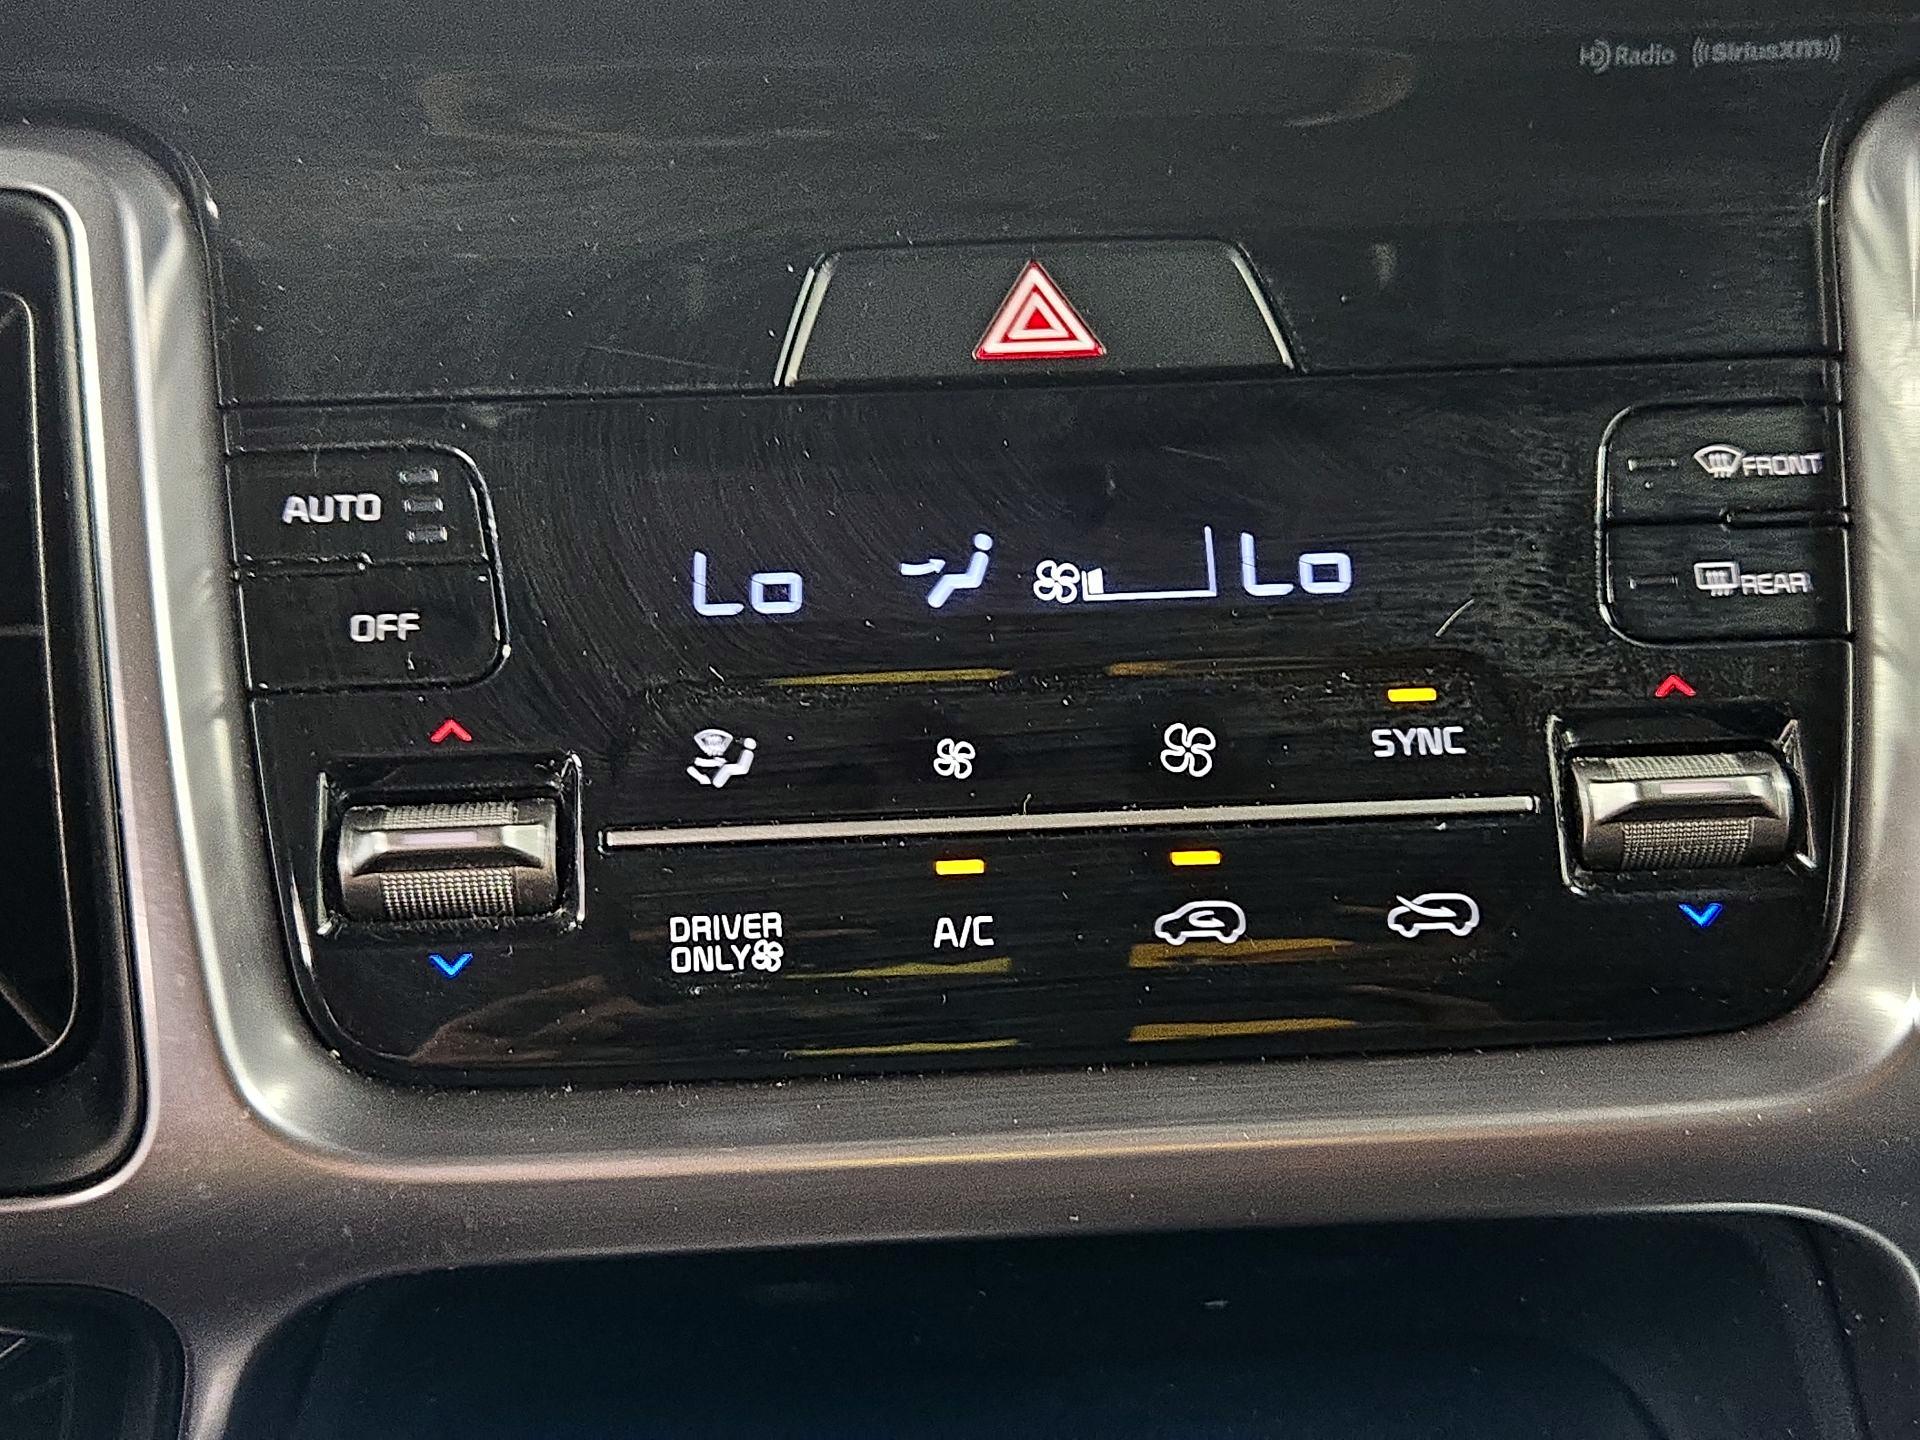 HD Radio ((SiriusXM))
AUTO
FRONT
Lo Lo
REAR
OFF
SYNC
DRIVER
ONLY
A/C